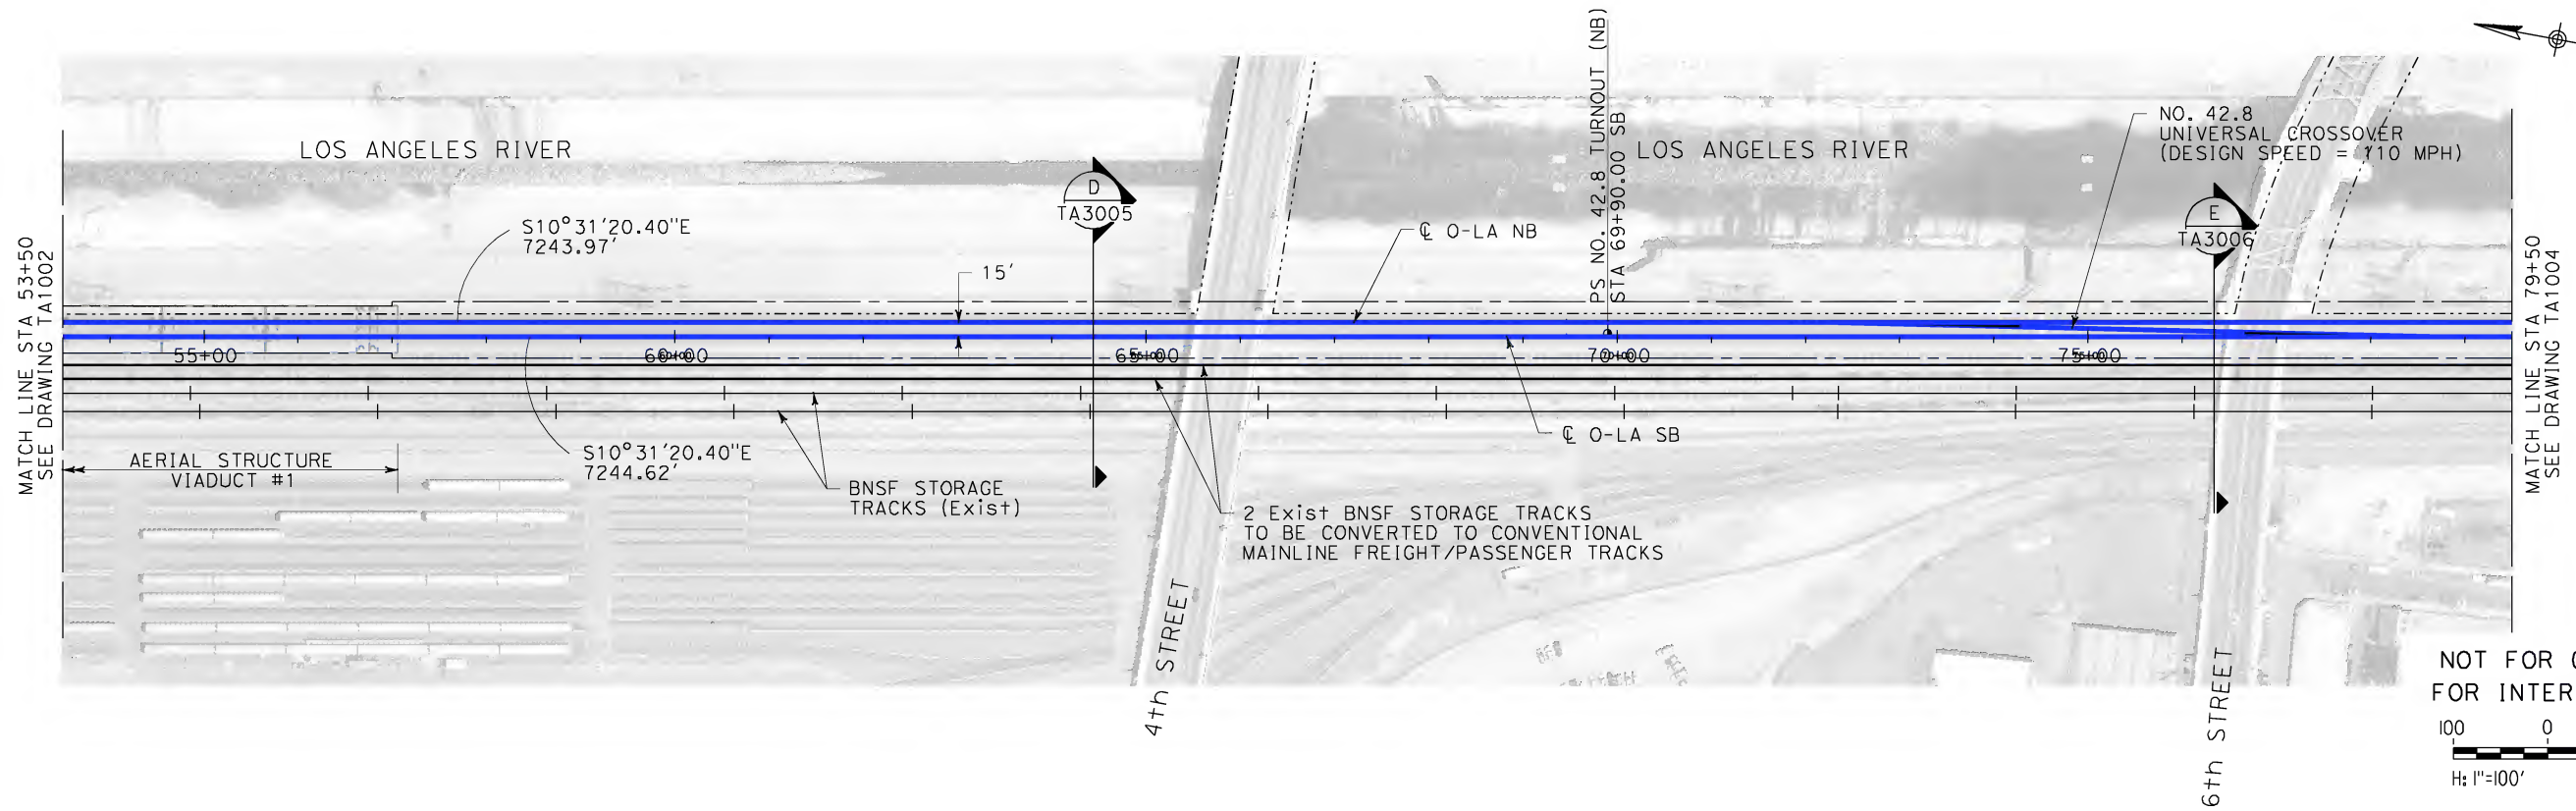 MATCH LINE STA 53+50
SEE DRAWING TA1002
LOS ANGELES RIVER
S10°31'20.40"E
7243.97'
15'
D
TA3005
℄ O-LA NB
PS NO. 42.8 TURNOUT (NB)
STA 69+90.00 SB
LOS ANGELES RIVER
NO. 42.8
UNIVERSAL CROSSOVER
(DESIGN SPEED = 110 MPH)
E
TA3006
55+00
60+00
65+00
70+00
75+00
AERIAL STRUCTURE
VIADUCT #1
S10°31'20.40"E
7244.62'
BNSF STORAGE
TRACKS (Exist)
℄ O-LA SB
2 Exist BNSF STORAGE TRACKS
TO BE CONVERTED TO CONVENTIONAL
MAINLINE FREIGHT/PASSENGER TRACKS
4th STREET
6th STREET
MATCH LINE STA 79+50
SEE DRAWING TA1004
NOT FOR
FOR INTER
100 0
H: 1"=100'